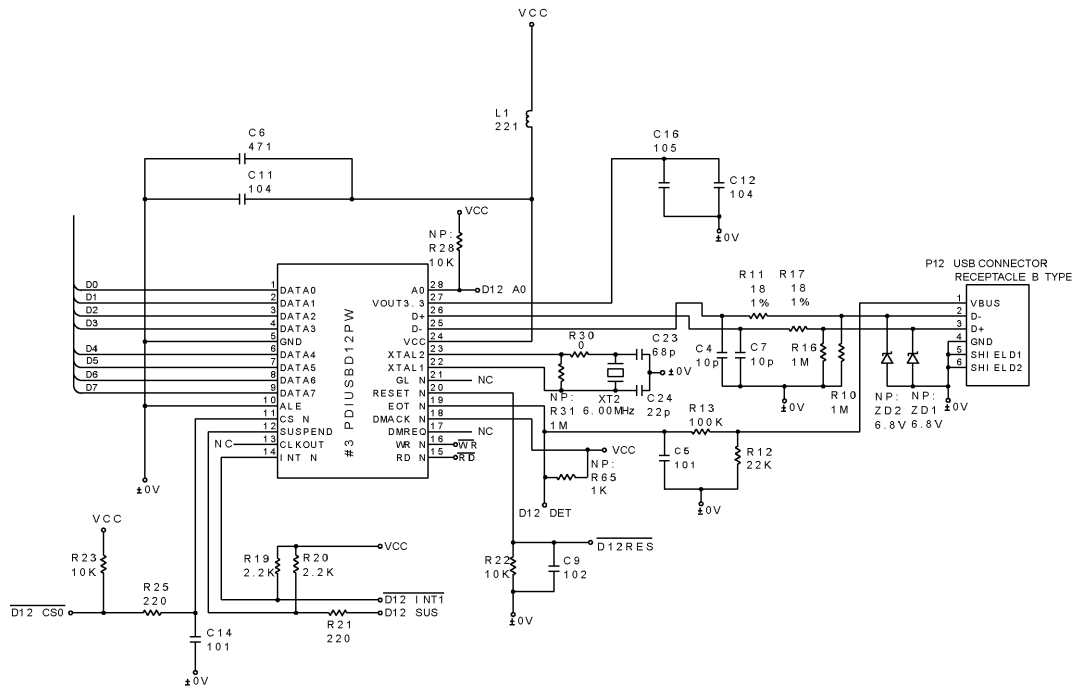 VCC
L1
221
C6
471
C11
104
C16
105
C12
104
±0V
VCC
NP:
R28
10K
D12 A0
D0
D1
D2
D3
D4
D5
D6
D7
1
2
3
4
5
6
7
8
9
10
11
12
13
14
DATA0
DATA1
DATA2
DATA3
GND
DATA4
DATA5
DATA6
DATA7
ALE
CS N
SUSPEND
CLKOUT
INT N
#3 PDIUSBD12PW
A0
VOUT3.3
D+
D-
VCC
XTAL2
XTAL1
GL N
RESET N
EOT N
DMACK N
DMREQ
WR N
RD N
28
27
26
25
24
23
22
21
20
19
18
17
16
15
NC
NC
NC
WR
RD
P12 USB CONNECTOR
RECEPTACLE B TYPE
1 VBUS
2 D-
3 D+
4 GND
5 SHIELD1
6 SHIELD2
R11
18
1%
R17
18
1%
R30
0
C23
68p
±0V
C4
10p
C7
10p
R16
1M
R10
1M
±0V
NP:
R31
1M
XT2
6.00MHz
C24
22p
NP:
ZD2
6.8V
NP:
ZD1
6.8V
±0V
R13
100K
R12
22K
C5
101
±0V
VCC
NP:
R65
1K
D12 DET
±0V
VCC
R23
10K
R25
220
D12 CS0
C14
101
±0V
R19
2.2K
R20
2.2K
VCC
D12 INT1
D12 SUS
R21
220
R22
10K
C9
102
D12RES
±0V